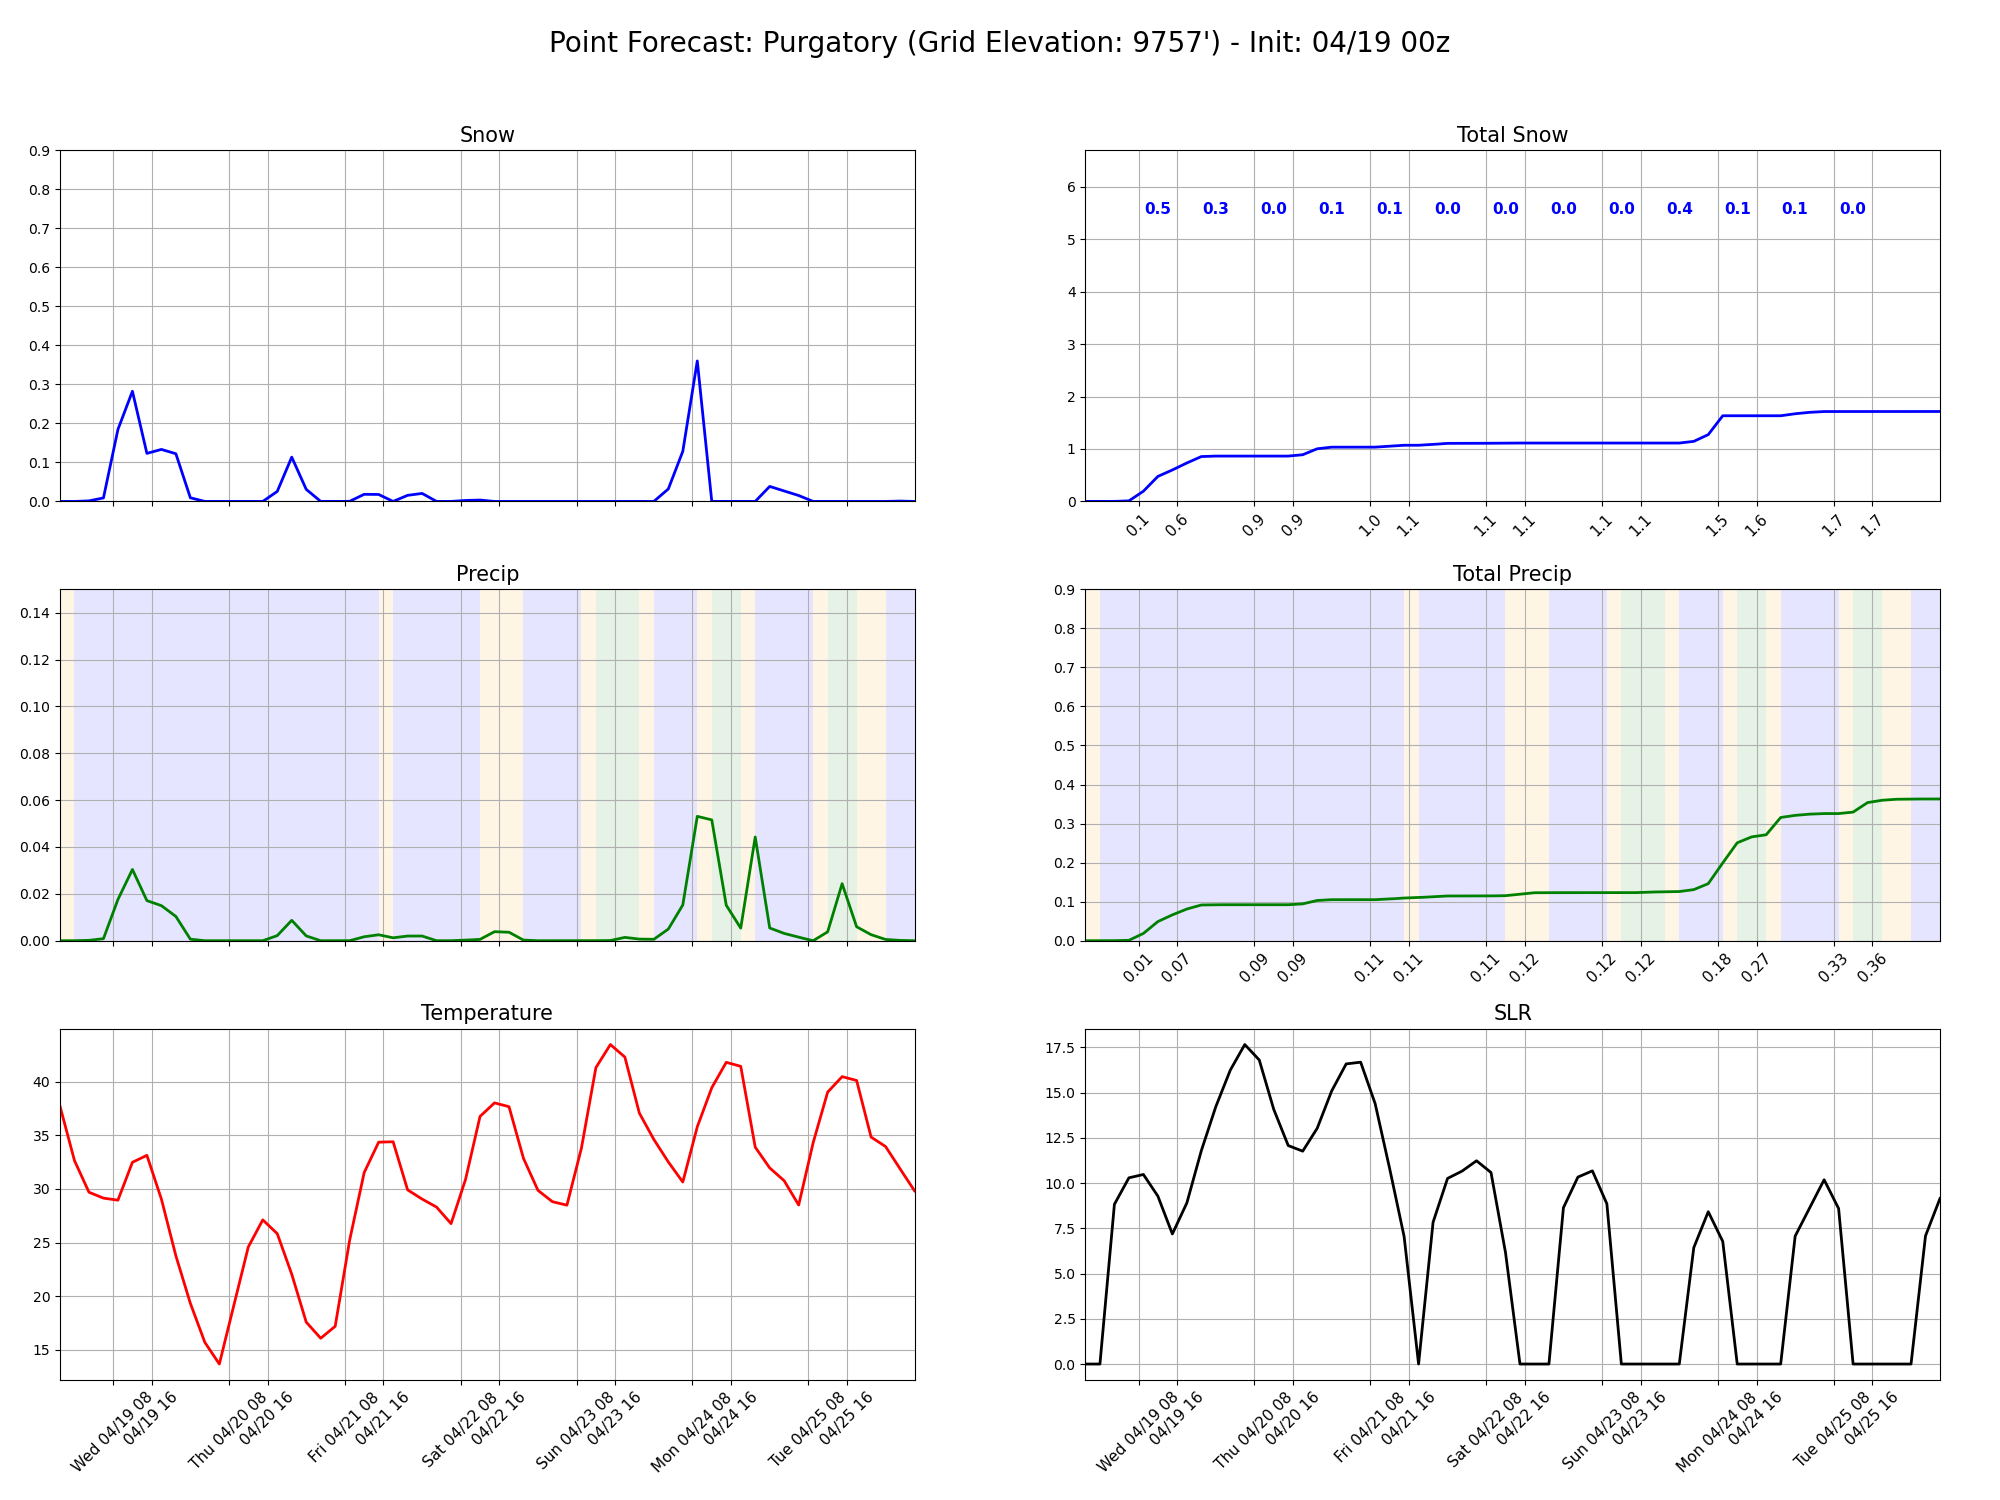 Point Forecast: Purgatory (Grid Elevation: 9757') - Init: 04/19 00z
Snow
0.9
0.8
0.7
0.6
0.5
0.4
0.3
0.2
0.1
0.0
Total Snow
6
5
4
3
2
1
0
0.5 0.3 0.0 0.1 0.1 0.0 0.0 0.0 0.0 0.4 0.1 0.1 0.0
0.1 0.6 0.9 0.9 1.0 1.1 1.1 1.1 1.1 1.1 1.5 1.6 1.7 1.7
Precip
0.14
0.12
0.10
0.08
0.06
0.04
0.02
0.00
Total Precip
0.9
0.8
0.7
0.6
0.5
0.4
0.3
0.2
0.1
0.0
0.01 0.07 0.09 0.09 0.11 0.11 0.11 0.12 0.12 0.12 0.18 0.27 0.33 0.36
Temperature
40
35
30
25
20
15
Wed 04/19 08
04/19 16
Thu 04/20 08
04/20 16
Fri 04/21 08
04/21 16
Sat 04/22 08
04/22 16
Sun 04/23 08
04/23 16
Mon 04/24 08
04/24 16
Tue 04/25 08
04/25 16
SLR
17.5
15.0
12.5
10.0
7.5
5.0
2.5
0.0
Wed 04/19 08
04/19 16
Thu 04/20 08
04/20 16
Fri 04/21 08
04/21 16
Sat 04/22 08
04/22 16
Sun 04/23 08
04/23 16
Mon 04/24 08
04/24 16
Tue 04/25 08
04/25 16